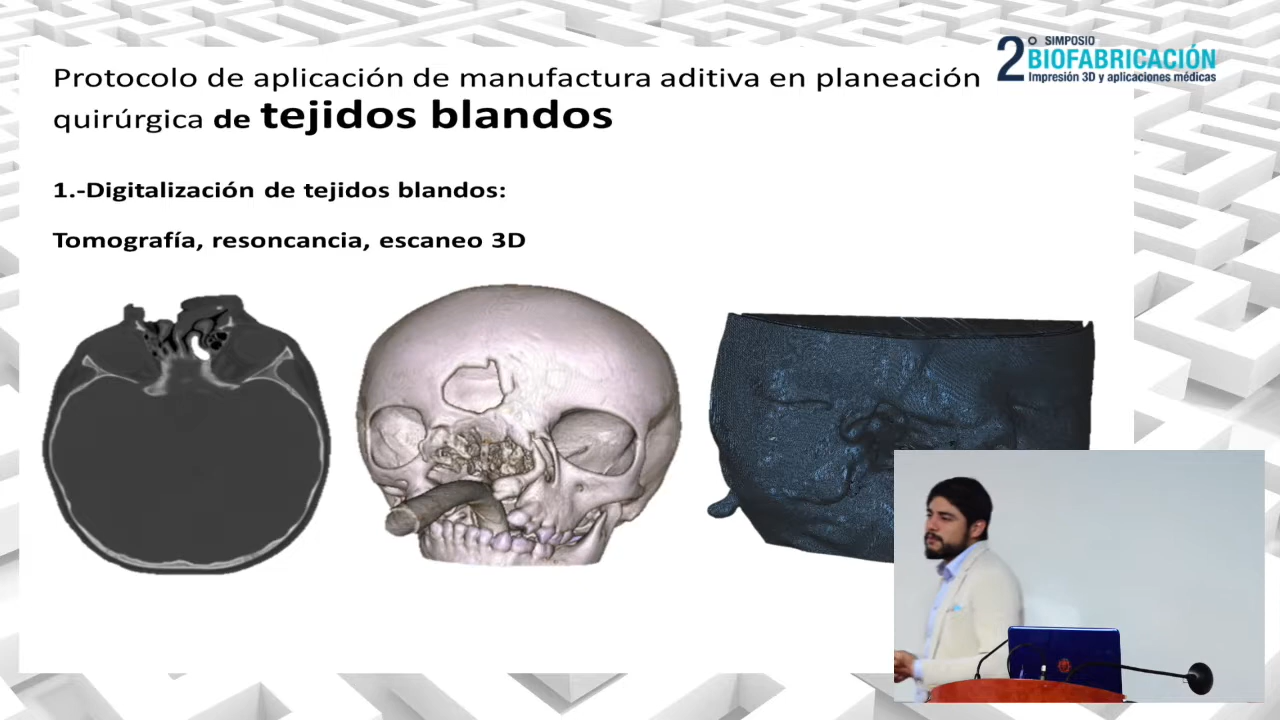 2° SIMPOSIO
BIOFABRICACIÓN
Impresión 3D y aplicaciones médicas
Protocolo de aplicación de manufactura aditiva en planeación
quirúrgica de tejidos blandos
1.-Digitalización de tejidos blandos:
Tomografía, resoncancia, escaneo 3D